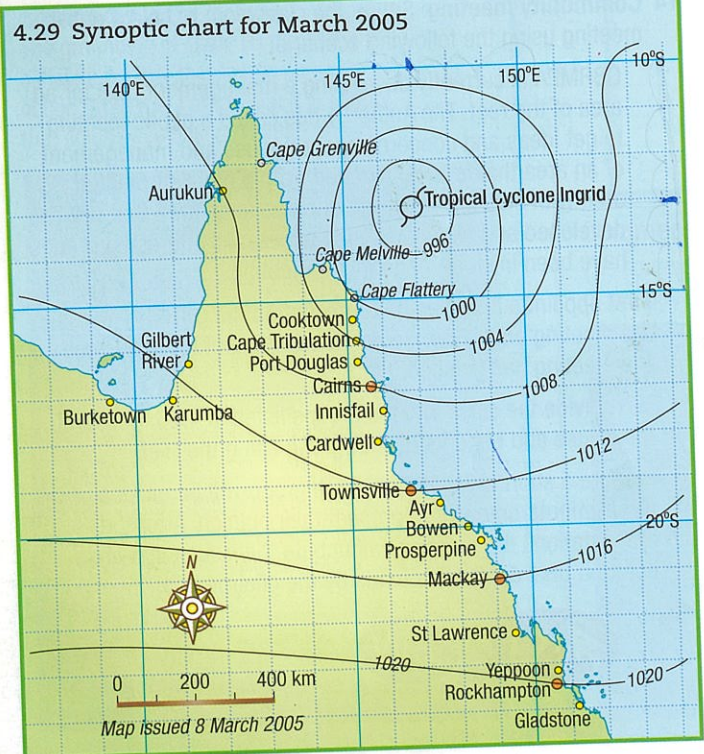 4.29 Synoptic chart for March 2005
140°E
145°E
150°E
10°S
Cape Grenville
Aurukun
Tropical Cyclone Ingrid
996
Cape Melville
Cape Flattery
15°S
1000
Cooktown
Gilbert
River
Cape Tribulation
1004
Port Douglas
Cairns
1008
Burketown
Karumba
Innisfail
Cardwell
1012
Townsville
Ayr
Bowen
20°S
Prosperpine
1016
N
Mackay
St Lawrence
1020
Yeppoon
1020
0 200 400 km
Rockhampton
Map issued 8 March 2005
Gladstone